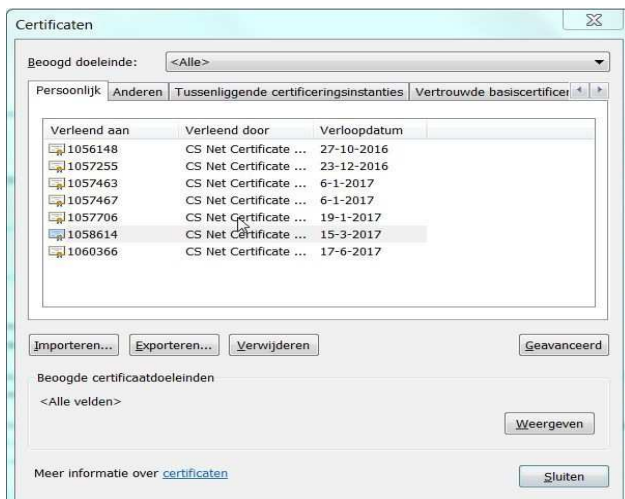 Certificaten
Beoogd doeleinde: <Alle>
Persoonlijk Anderen Tussenliggende certificeringsinstanties Vertrouwde basiscertificer
Verleend aan Verleend door Verloopdatum
1056148 CS Net Certificate ... 27-10-2016
1057255 CS Net Certificate ... 23-12-2016
1057463 CS Net Certificate ... 6-1-2017
1057467 CS Net Certificate ... 6-1-2017
1057706 CS Net Certificate ... 19-1-2017
1058614 CS Net Certificate ... 15-3-2017
1060366 CS Net Certificate ... 17-6-2017
Importeren... Exporteren... Verwijderen Geavanceerd
Beoogde certificaatdoeleinden
<Alle velden>
Weergeven
Meer informatie over certificaten
Sluiten